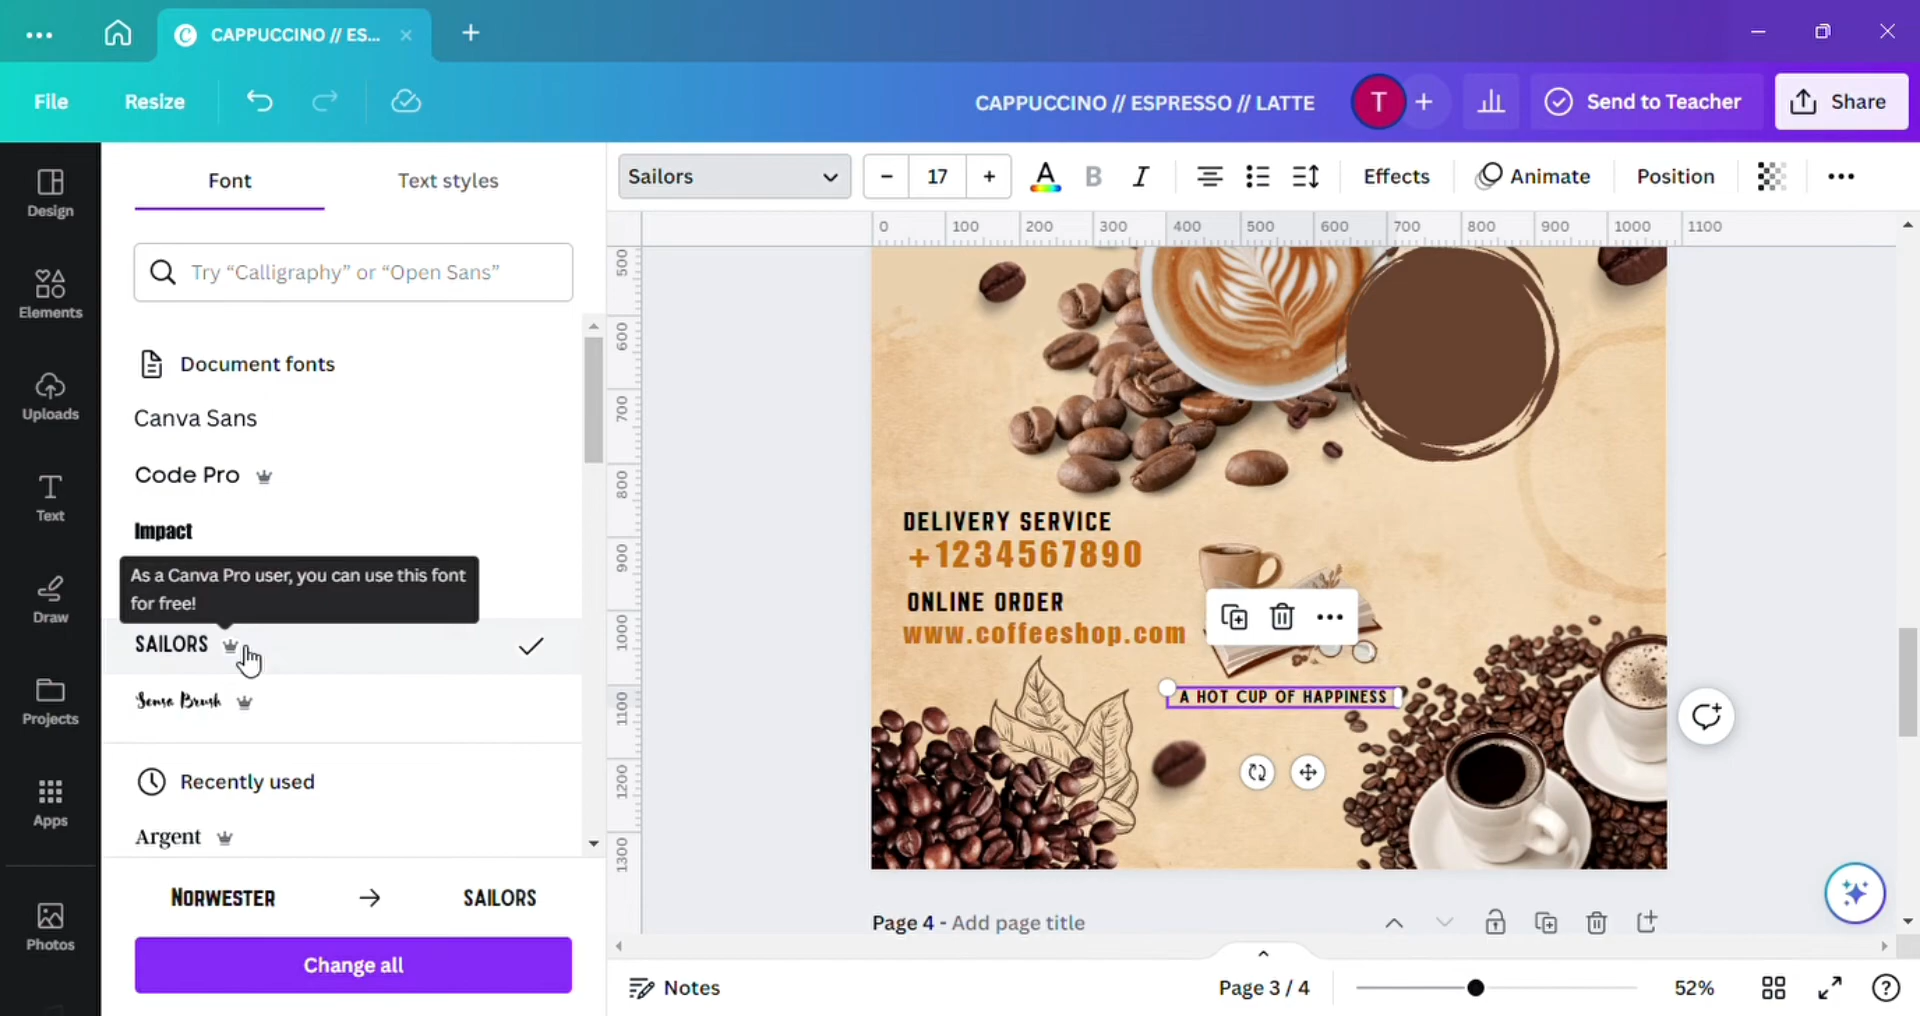 CAPPUCCINO // ES...
File
Resize
CAPPUCCINO // ESPRESSO // LATTE
T
Send to Teacher
Share
Design
Elements
Uploads
Text
Draw
Projects
Apps
Photos
Font
Text styles
Try “Calligraphy” or “Open Sans”
Document fonts
Canva Sans
Code Pro
Impact
As a Canva Pro user, you can use this font
for free!
SAILORS
Sensa Brush
Recently used
Argent
NORWESTER → SAILORS
Change all
Sailors
- 17 +
A
B
I
Effects
Animate
Position
0 100 200 300 400 500 600 700 800 900 1000 1100
500
600
700
800
900
1000
1100
1200
1300
DELIVERY SERVICE
+1234567890
ONLINE ORDER
www.coffeeshop.com
A HOT CUP OF HAPPINESS
Page 4 - Add page title
Notes
Page 3 / 4
52%